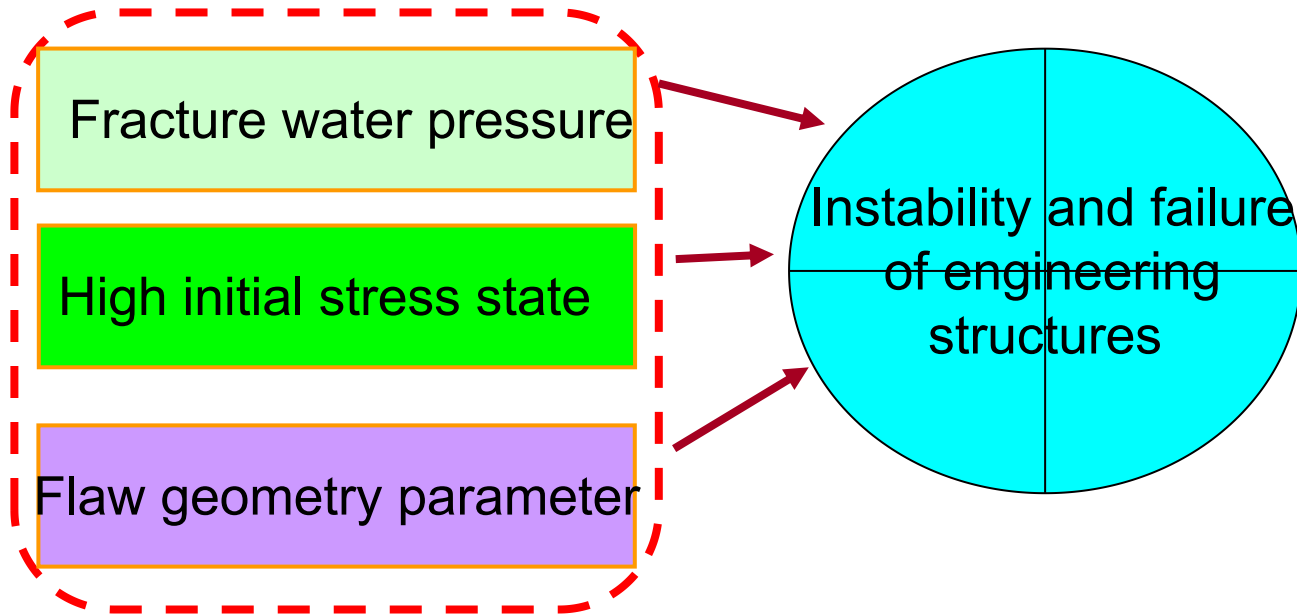 Fracture water pressure
High initial stress state
Flaw geometry parameter
Instability and failure
of engineering
structures